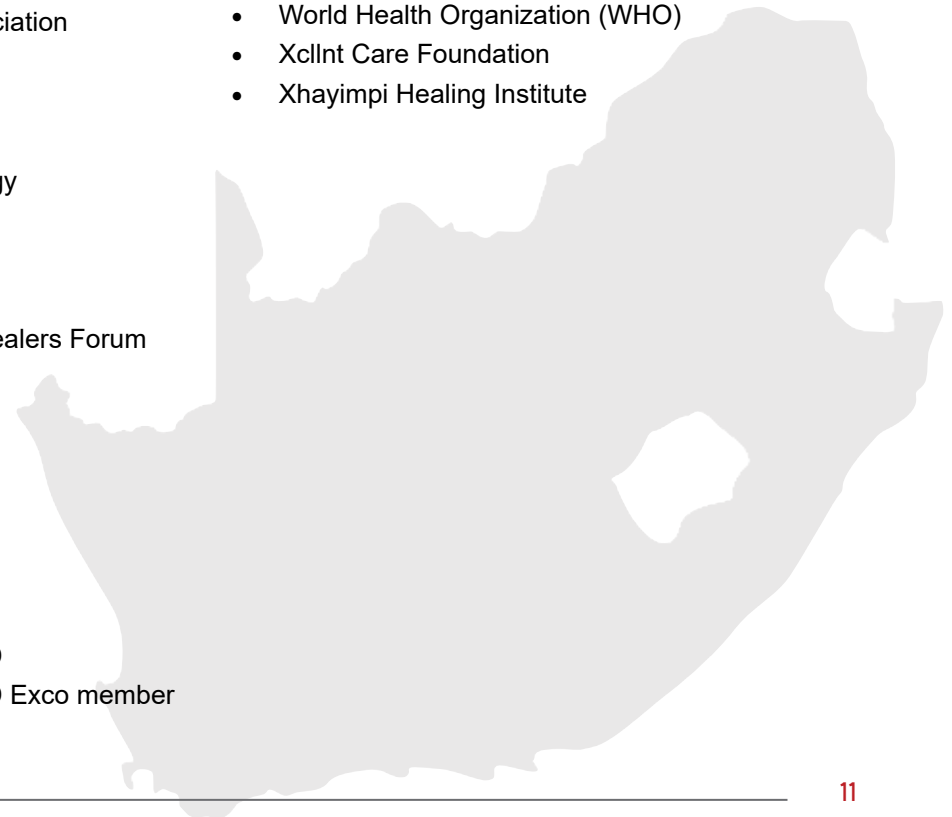 ciation
gy
ealers Forum
Exco member
• World Health Organization (WHO)
• Xcllnt Care Foundation
• Xhayimpi Healing Institute
11